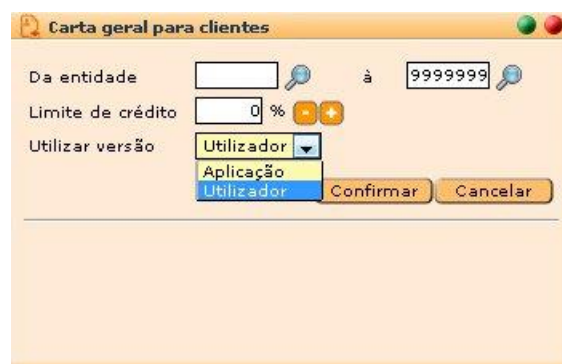 Carta geral para clientes
Da entidade à 9999999
Limite de crédito 0 %
Utilizar versão Utilizador
Aplicação
Utilizador Confirmar Cancelar